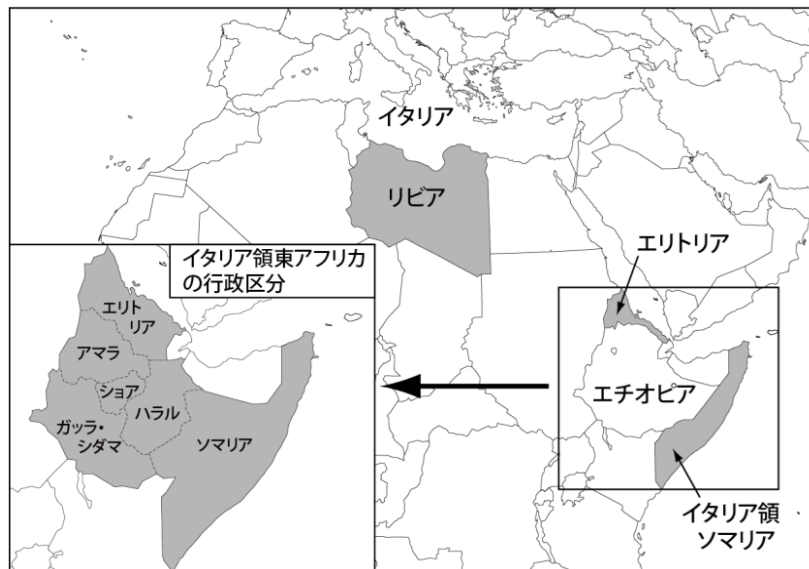 イタリア
リビア
エリトリア
エチオピア
イタリア領
ソマリア
イタリア領東アフリカ
の行政区分
エリト
リア
アマラ
ショア
ハラル
ガッラ・
シダマ
ソマリア